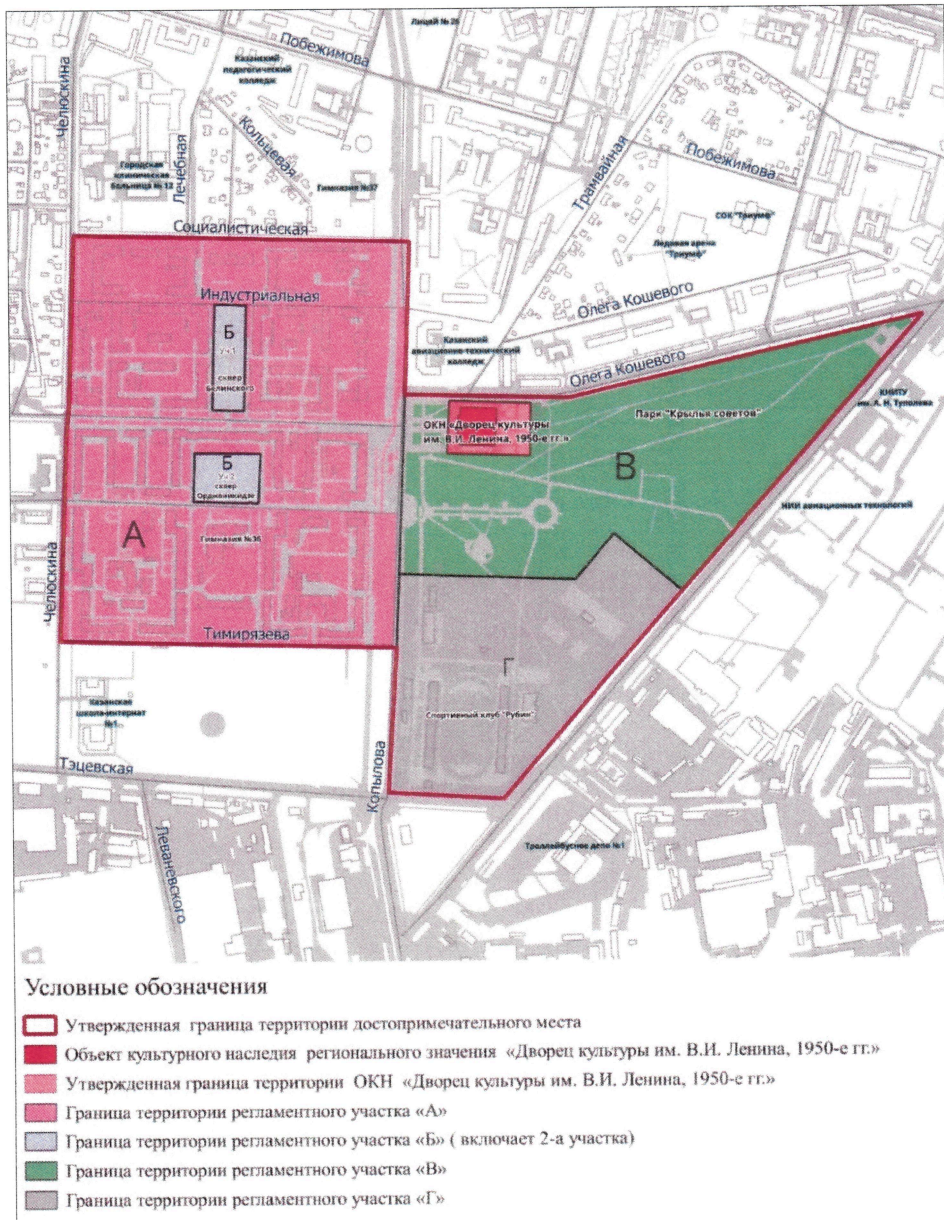 Лицей № 26
Побежимова
Казанский
педагогический
колледж
Челюскина
Лечебная
Кольцевая
Городская
клиническая
больница № 12
Гимназия №37
Трамвайная
Побежимова
СОК "Триумф"
Ледовая арена
"Триумф"
Социалистическая
Индустриальная
Олега Кошевого
Б
Уч.1
сквер
Белинского
Казанский
авиационно-технический
колледж
Олега Кошевого
КНИТУ
им. А. Н. Туполева
Парк "Крылья советов"
ОКН «Дворец культуры
им. В.И. Ленина, 1950-е гг.»
В
Б
Уч.2
сквер
Орджоникидзе
НИИ авиационных технологий
А
Гимназия №36
Челюскина
Тимирязева
Г
Спортивный клуб "Рубин"
Казанская
школа-интернат
№1
Тэцевская
Копылова
Леваневского
Троллейбусное депо №1
Условные обозначения
Утвержденная граница территории достопримечательного места
Объект культурного наследия регионального значения «Дворец культуры им. В.И. Ленина, 1950-е гг.»
Утвержденная граница территории ОКН «Дворец культуры им. В.И. Ленина, 1950-е гг.»
Граница территории регламентного участка «А»
Граница территории регламентного участка «Б» ( включает 2-а участка)
Граница территории регламентного участка «В»
Граница территории регламентного участка «Г»